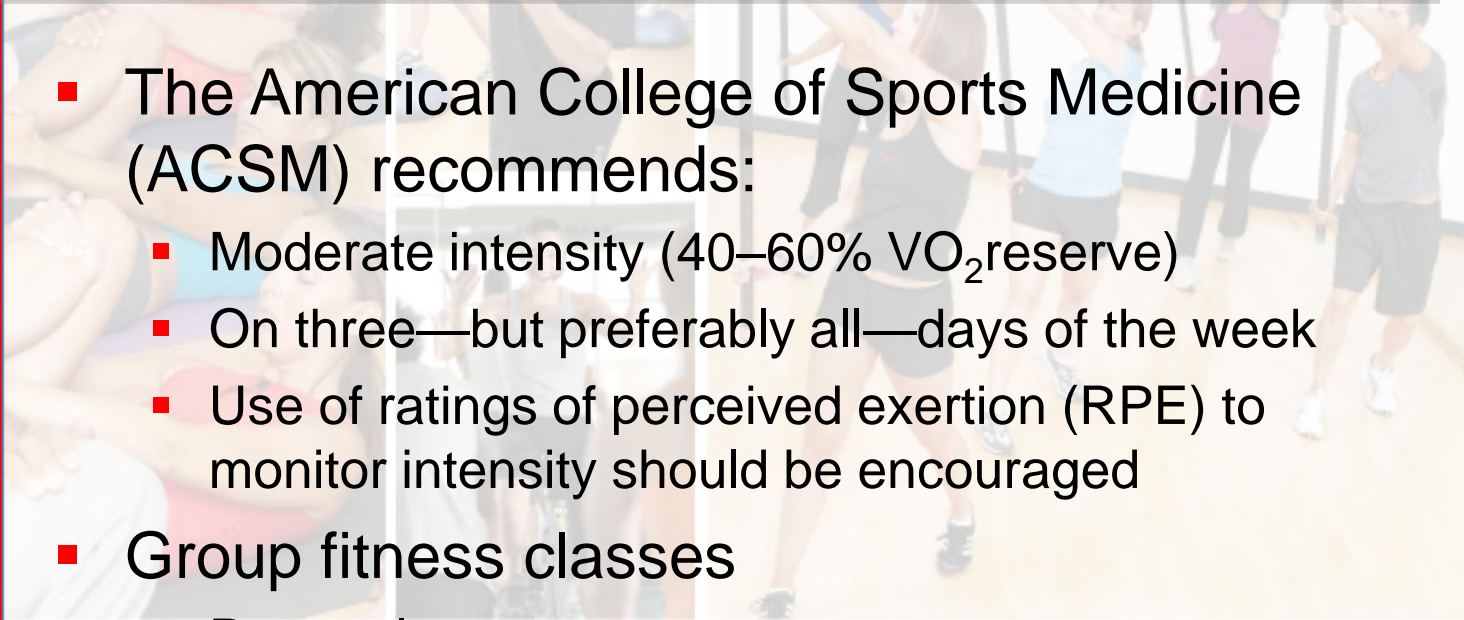 The American College of Sports Medicine
(ACSM) recommends:
Moderate intensity (40–60% VO₂reserve)
On three—but preferably all—days of the week
Use of ratings of perceived exertion (RPE) to
monitor intensity should be encouraged
Group fitness classes